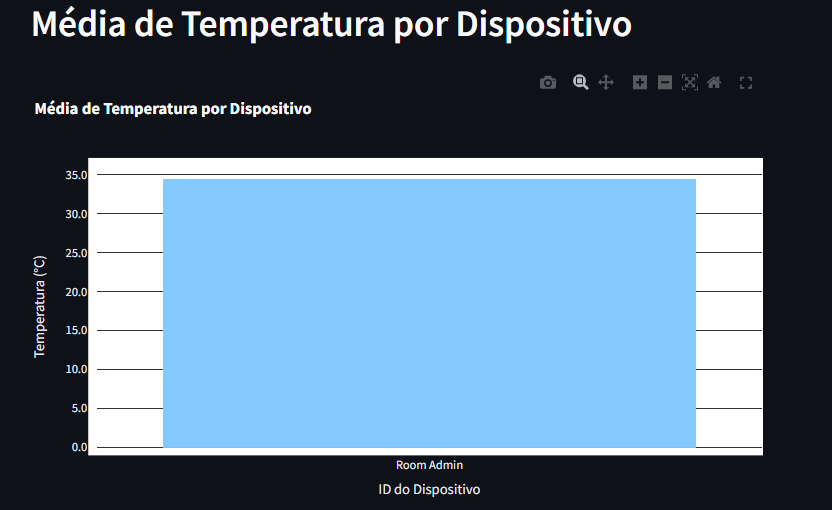 Média de Temperatura por Dispositivo
Média de Temperatura por Dispositivo
35.0
30.0
25.0
20.0
15.0
10.0
5.0
0.0
Temperatura (°C)
Room Admin
ID do Dispositivo